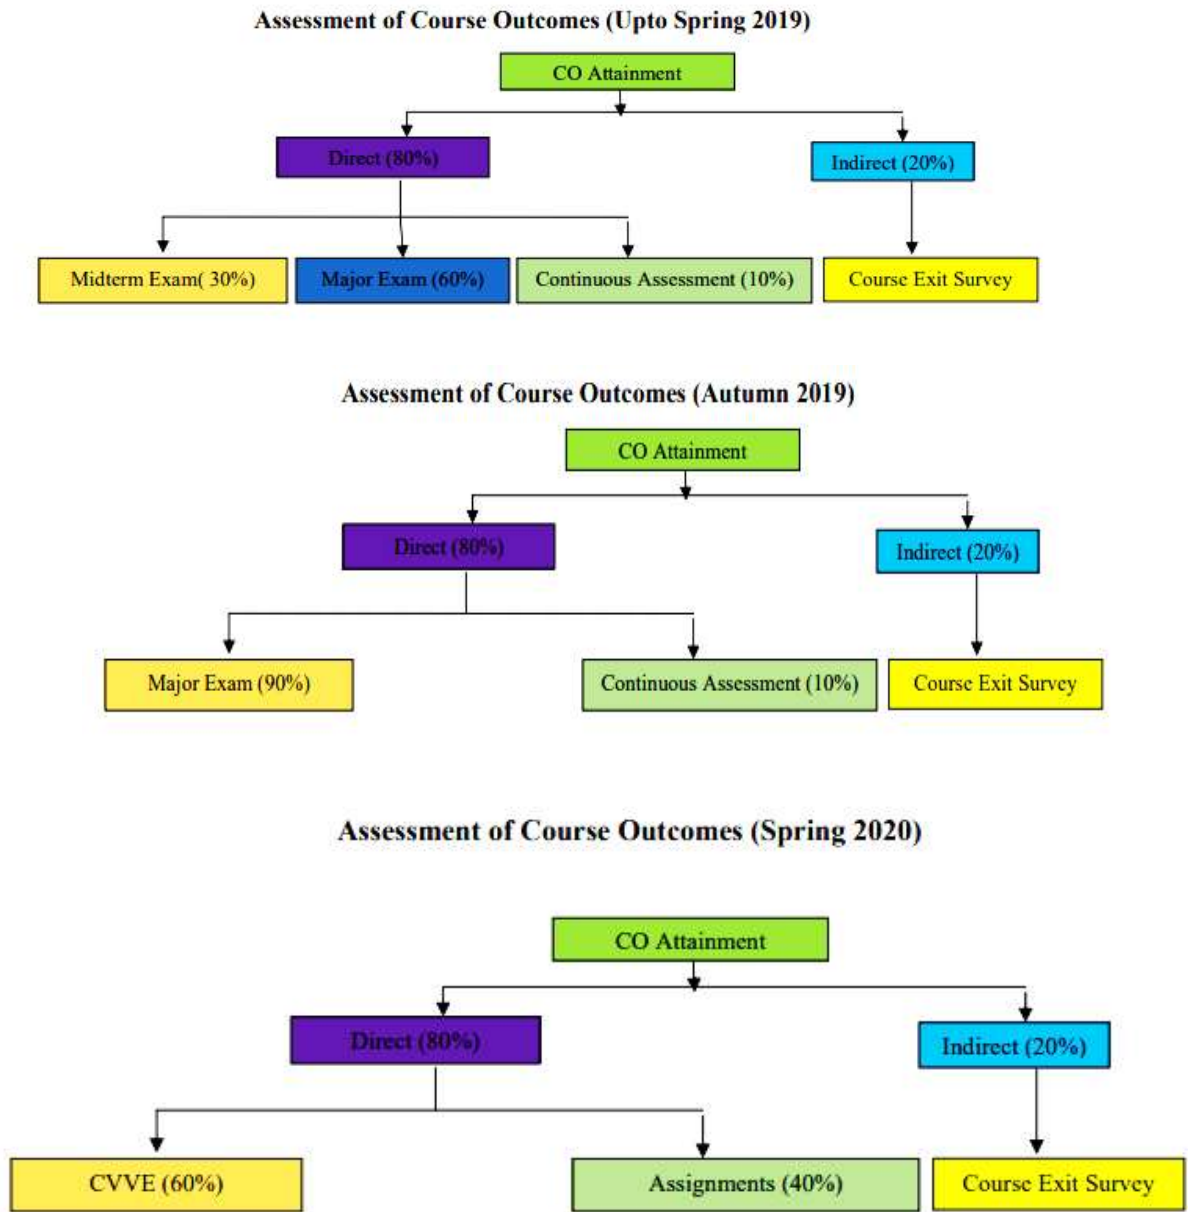 Assessment of Course Outcomes (Upto Spring 2019)
CO Attainment
Direct (80%)
Indirect (20%)
Midterm Exam( 30%)
Major Exam (60%)
Continuous Assessment (10%)
Course Exit Survey
Assessment of Course Outcomes (Autumn 2019)
CO Attainment
Direct (80%)
Indirect (20%)
Major Exam (90%)
Continuous Assessment (10%)
Course Exit Survey
Assessment of Course Outcomes (Spring 2020)
CO Attainment
Direct (80%)
Indirect (20%)
CVVE (60%)
Assignments (40%)
Course Exit Survey